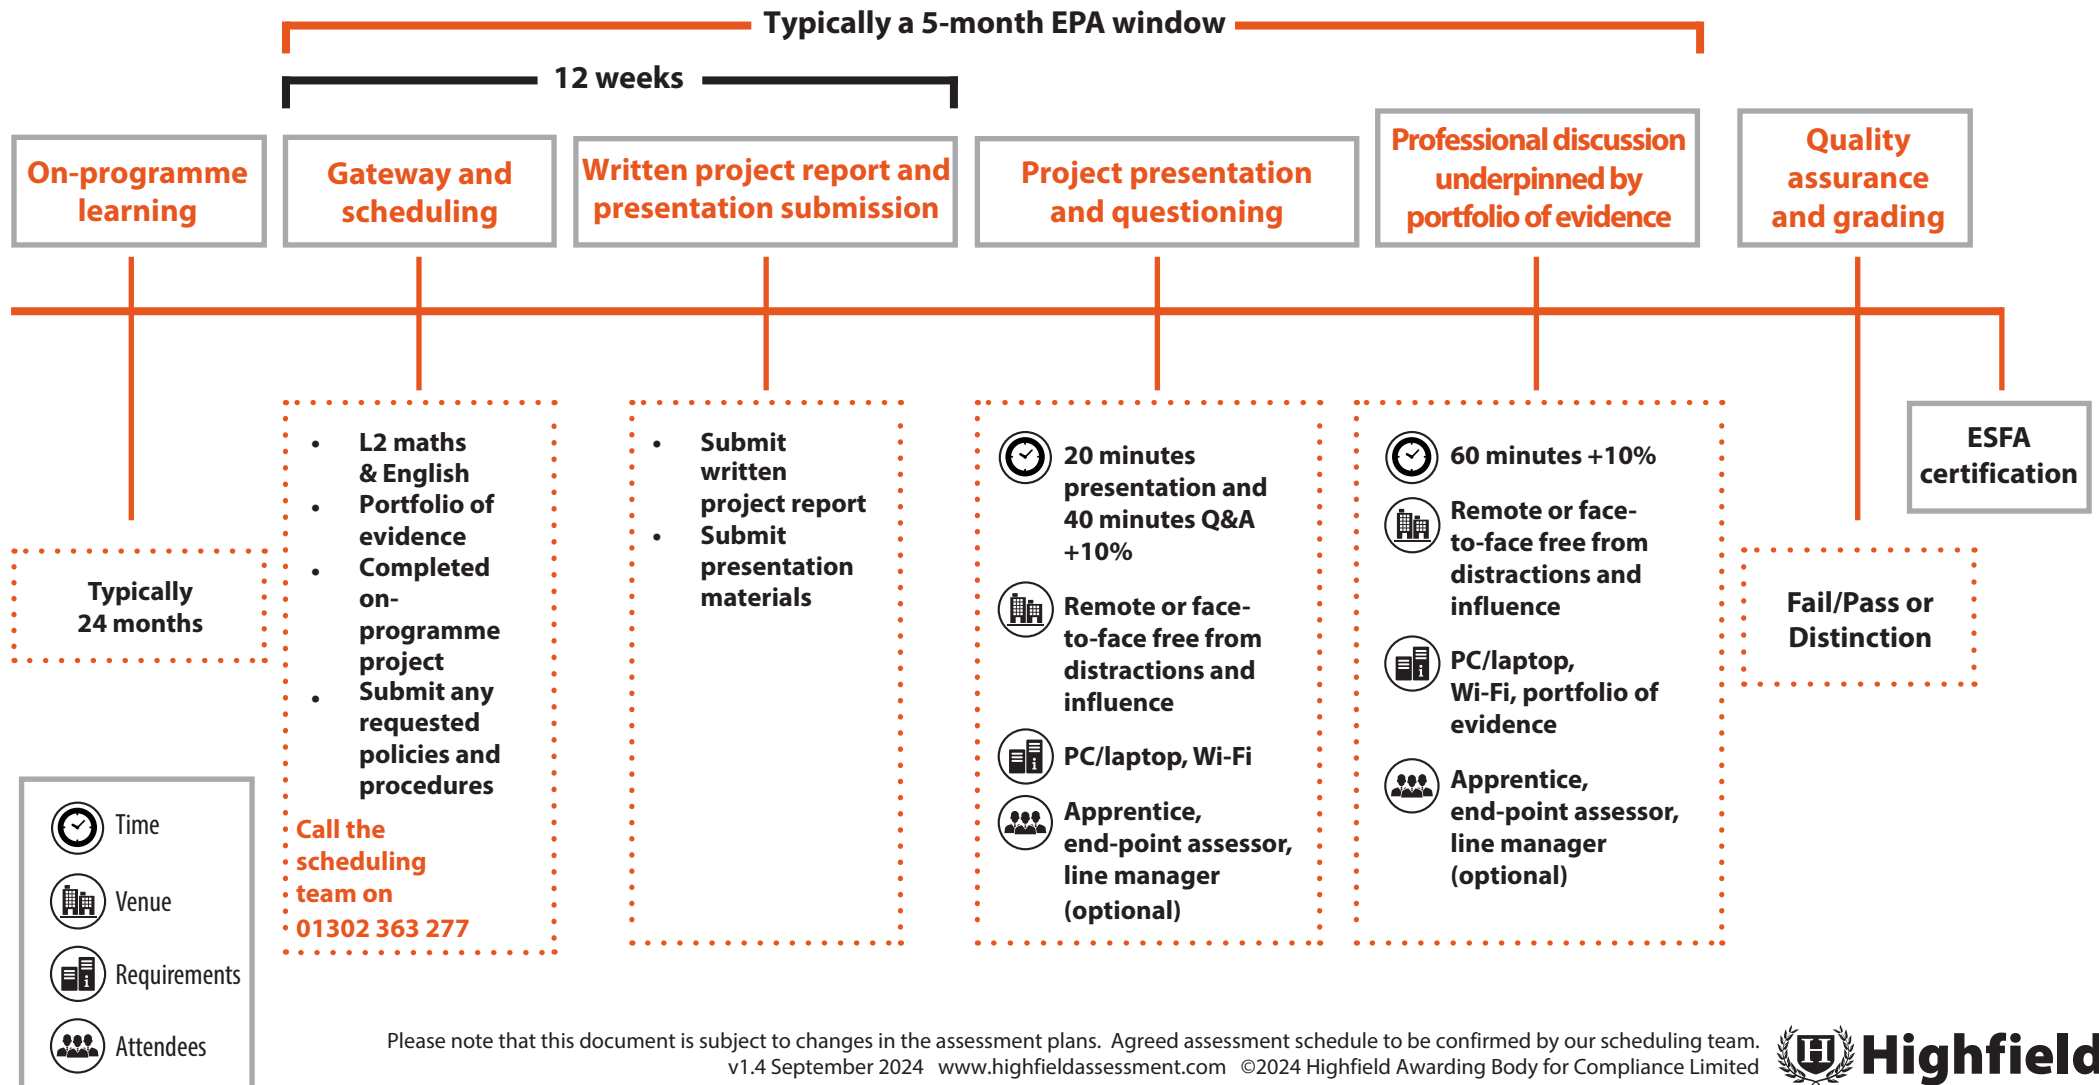 Typically a 5-month EPA window
12 weeks
On-programme
learning
Gateway and
scheduling
Written project report and
presentation submission
Project presentation
and questioning
Professional discussion
underpinned by
portfolio of evidence
Quality
assurance
and grading
Typically
24 months
• L2 maths
& English
• Portfolio of
evidence
• Completed
on-
programme
project
• Submit any
requested
policies and
procedures
Call the
scheduling
team on
01302 363 277
• Submit
written
project report
• Submit
presentation
materials
20 minutes
presentation and
40 minutes Q&A
+10%
Remote or face-
to-face free from
distractions and
influence
PC/laptop, Wi-Fi
Apprentice,
end-point assessor,
line manager
(optional)
60 minutes +10%
Remote or face-
to-face free from
distractions and
influence
PC/laptop,
Wi-Fi, portfolio of
evidence
Apprentice,
end-point assessor,
line manager
(optional)
Fail/Pass or
Distinction
ESFA
certification
Time
Venue
Requirements
Attendees
Please note that this document is subject to changes in the assessment plans. Agreed assessment schedule to be confirmed by our scheduling team.
v1.4 September 2024 www.highfieldassessment.com ©2024 Highfield Awarding Body for Compliance Limited
H Highfield